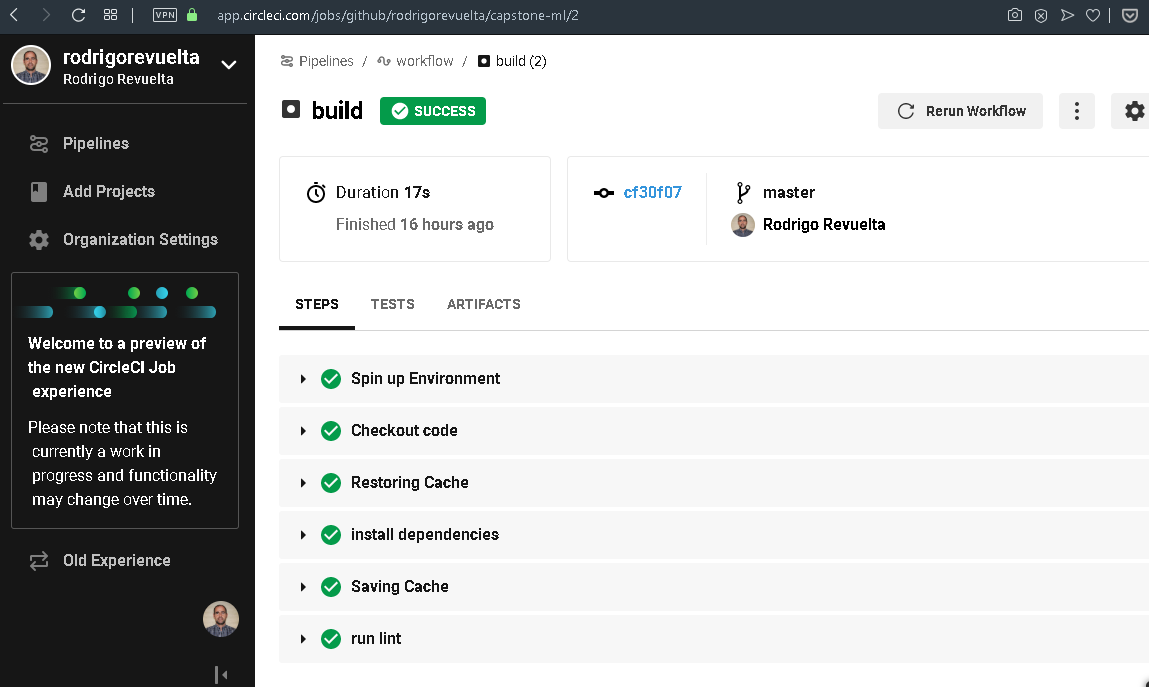 VPN
app.circleci.com/jobs/github/rodrigorevuelta/capstone-ml/2
rodrigorevuelta
Rodrigo Revuelta
Pipelines
Add Projects
Organization Settings
Welcome to a preview of
the new CircleCI Job
experience
Please note that this is
currently a work in
progress and functionality
may change over time.
Old Experience
Pipelines / workflow / build (2)
build SUCCESS
Rerun Workflow
Duration 17s
Finished 16 hours ago
cf30f07
master
Rodrigo Revuelta
STEPS TESTS ARTIFACTS
Spin up Environment
Checkout code
Restoring Cache
install dependencies
Saving Cache
run lint